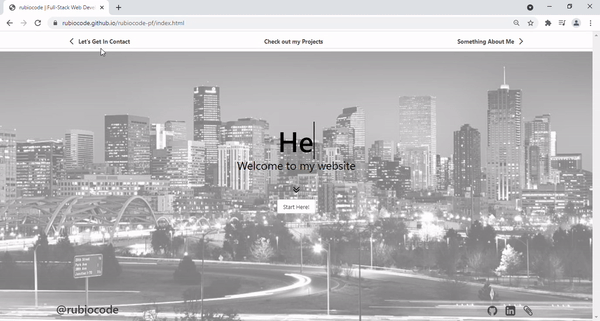 rubiocode | Full-Stack Web Deve
rubiocode.github.io/rubiocode-pf/index.html
Let's Get In Contact
Check out my Projects
Something About Me
He
Welcome to my website
Start Here!
@rubiocode